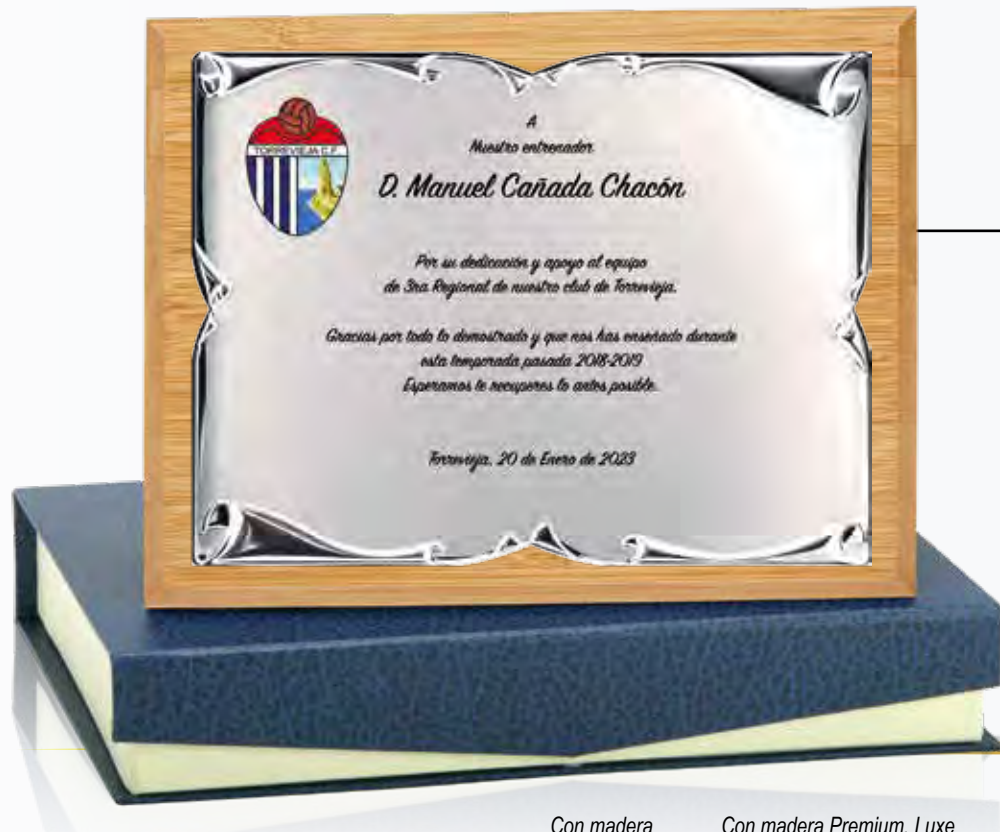 TORREVIEJA C.F.
A
Nuestro entrenador
D. Manuel Cañada Chacón
Por su dedicación y apoyo al equipo
de 3ra Regional de nuestro club de Torrevieja.
Gracias por todo lo demostrado y que nos has enseñado durante
esta temporada pasada 2018-2019
Esperamos te recuperes lo antes posible.
Torrevieja, 20 de Enero de 2023
Con madera
Con madera Premium Luxe